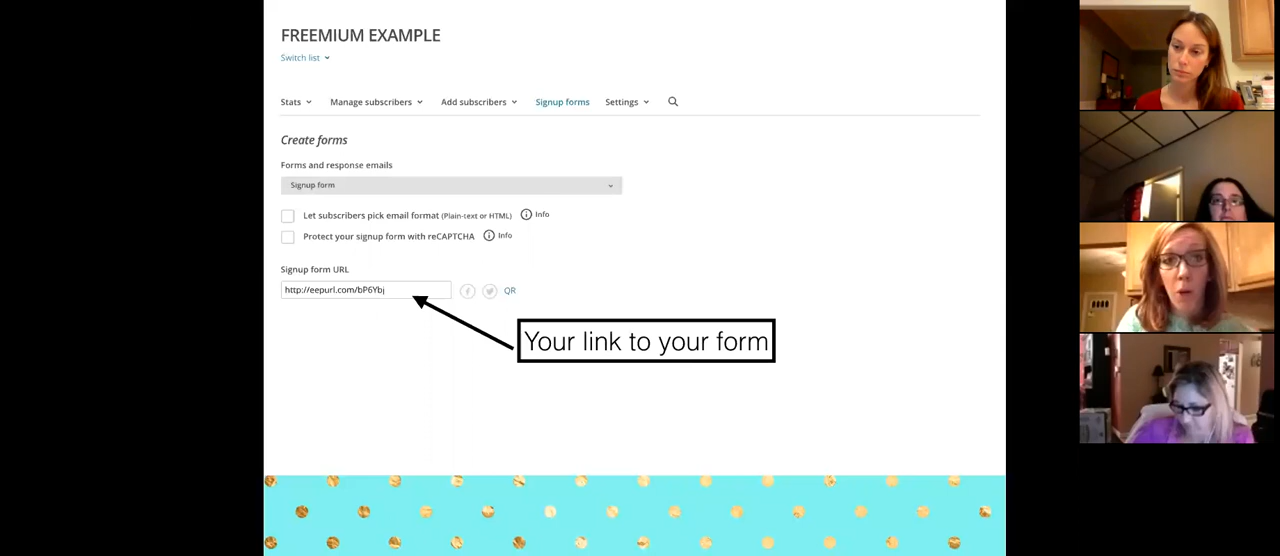 FREEMIUM EXAMPLE
Switch list
Stats Manage subscribers Add subscribers Signup forms Settings
Create forms
Forms and response emails
Signup form
Let subscribers pick email format (Plain-text or HTML) Info
Protect your signup form with reCAPTCHA Info
Signup form URL
http://eepurl.com/bP6Ybj QR
Your link to your form